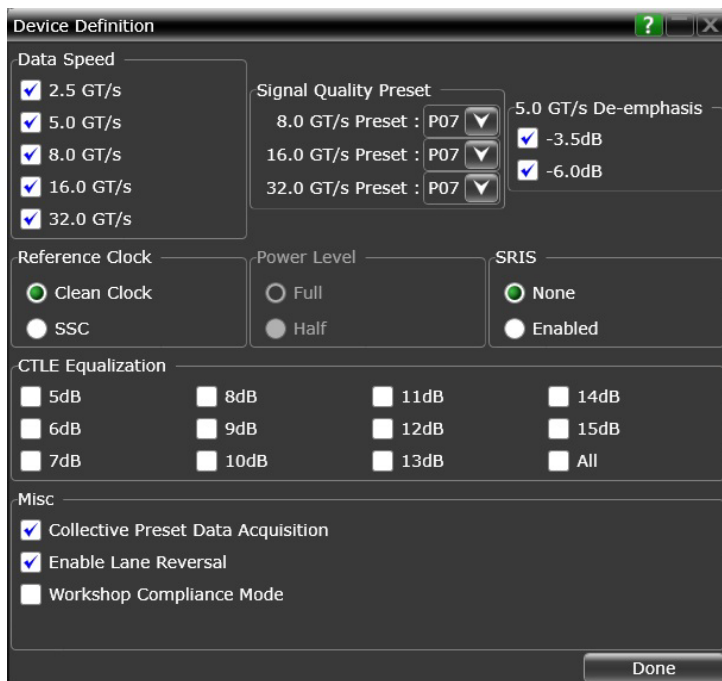 Device Definition
?
X
Data Speed
2.5 GT/s
5.0 GT/s
8.0 GT/s
16.0 GT/s
32.0 GT/s
Signal Quality Preset
8.0 GT/s Preset : P07
16.0 GT/s Preset : P07
32.0 GT/s Preset : P07
5.0 GT/s De-emphasis
-3.5dB
-6.0dB
Reference Clock
Clean Clock
SSC
Power Level
Full
Half
SRIS
None
Enabled
CTLE Equalization
5dB 8dB 11dB 14dB
6dB 9dB 12dB 15dB
7dB 10dB 13dB All
Misc
Collective Preset Data Acquisition
Enable Lane Reversal
Workshop Compliance Mode
Done